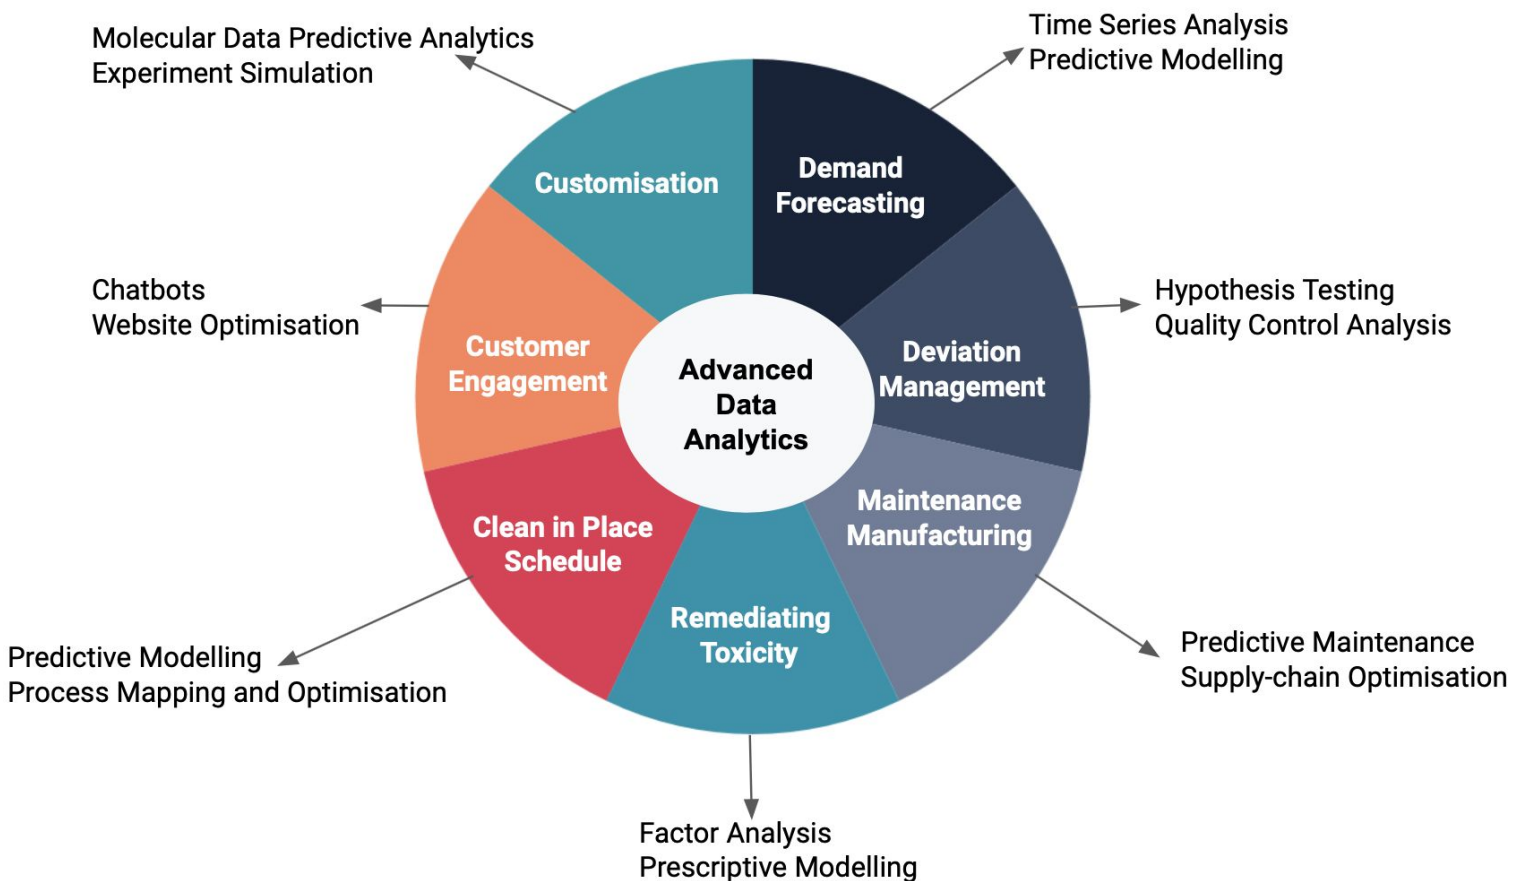 Molecular Data Predictive Analytics
Experiment Simulation
Time Series Analysis
Predictive Modelling
Customisation
Demand
Forecasting
Chatbots
Website Optimisation
Customer
Engagement
Advanced
Data
Analytics
Deviation
Management
Hypothesis Testing
Quality Control Analysis
Clean in Place
Schedule
Maintenance
Manufacturing
Remediating
Toxicity
Predictive Modelling
Process Mapping and Optimisation
Predictive Maintenance
Supply-chain Optimisation
Factor Analysis
Prescriptive Modelling